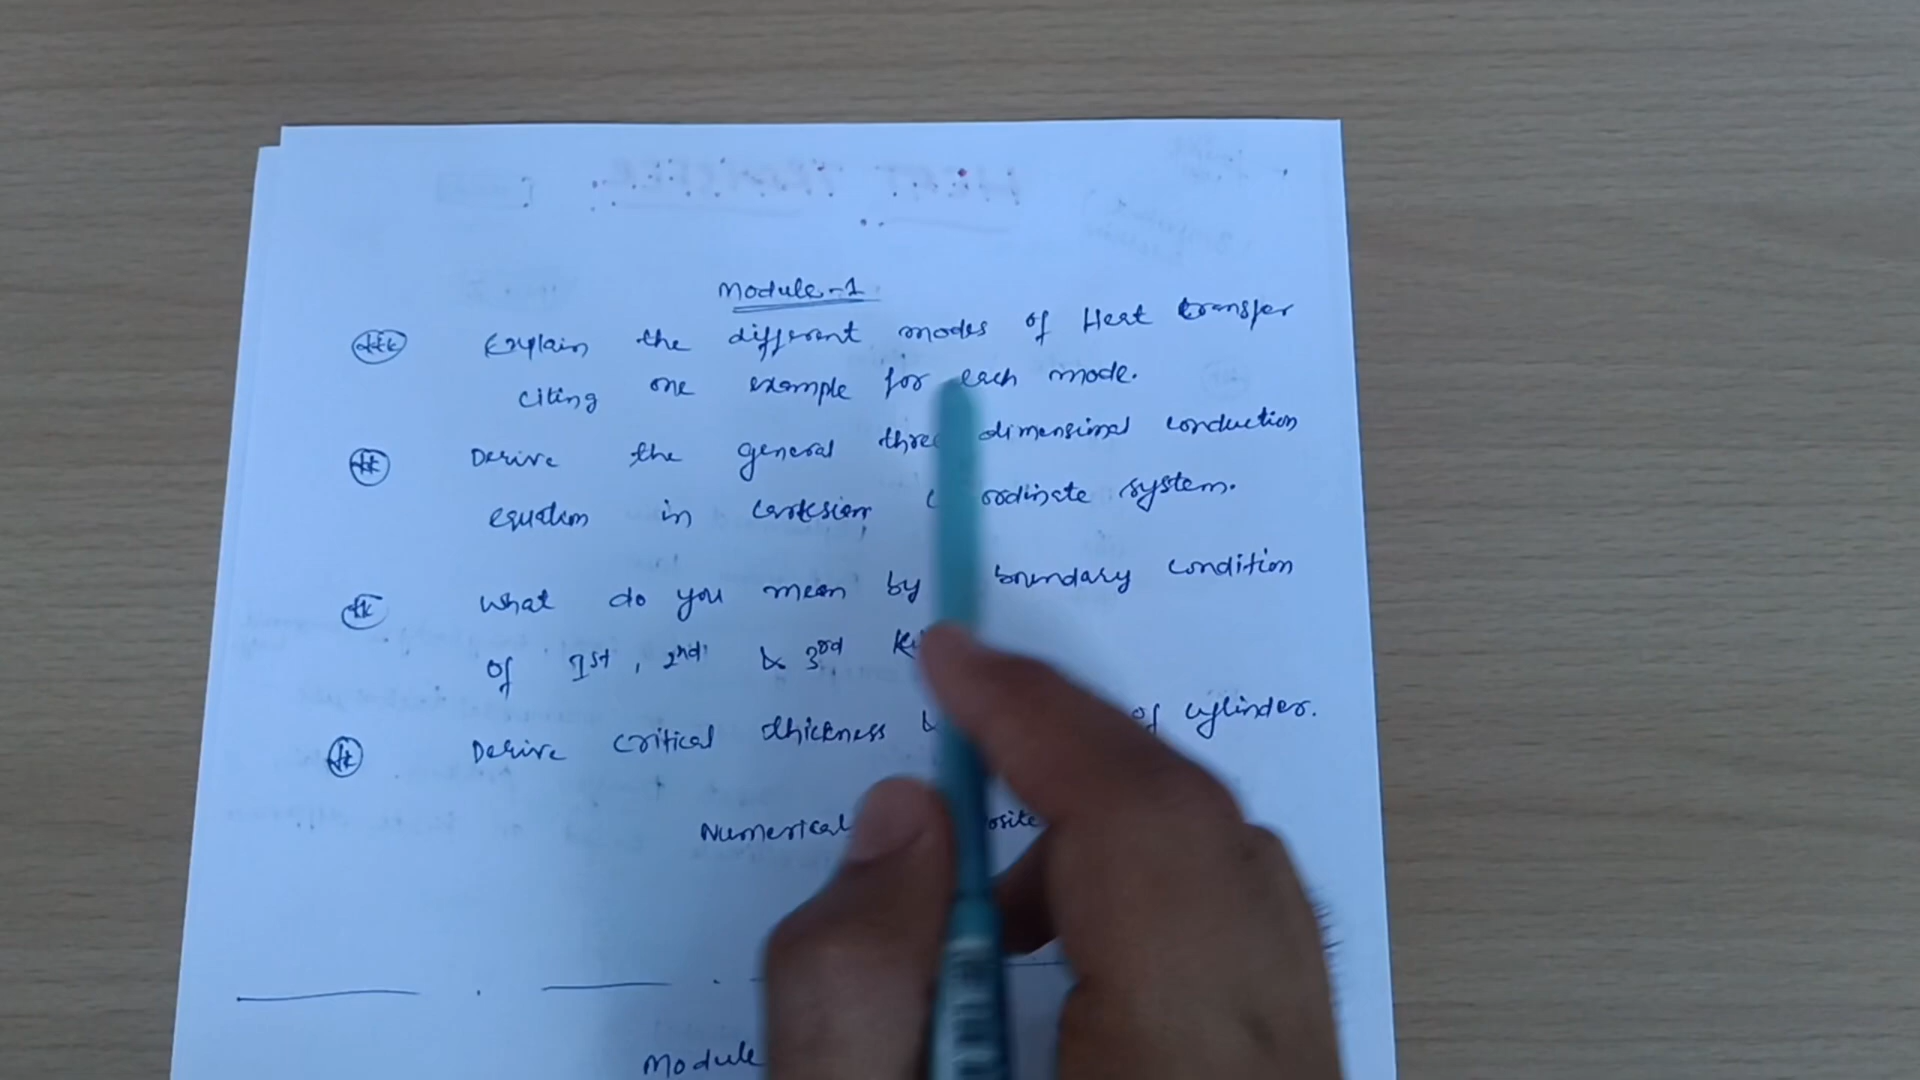 Module-1
Explain the different modes of Heat transfer
citing one example for each mode.
Derive the general three dimensional conduction
equation in cartesian coordinate system.
What do you mean by boundary condition
of 1st, 2nd & 3rd
Derive critical thickness of cylinder.
Numerical
Module